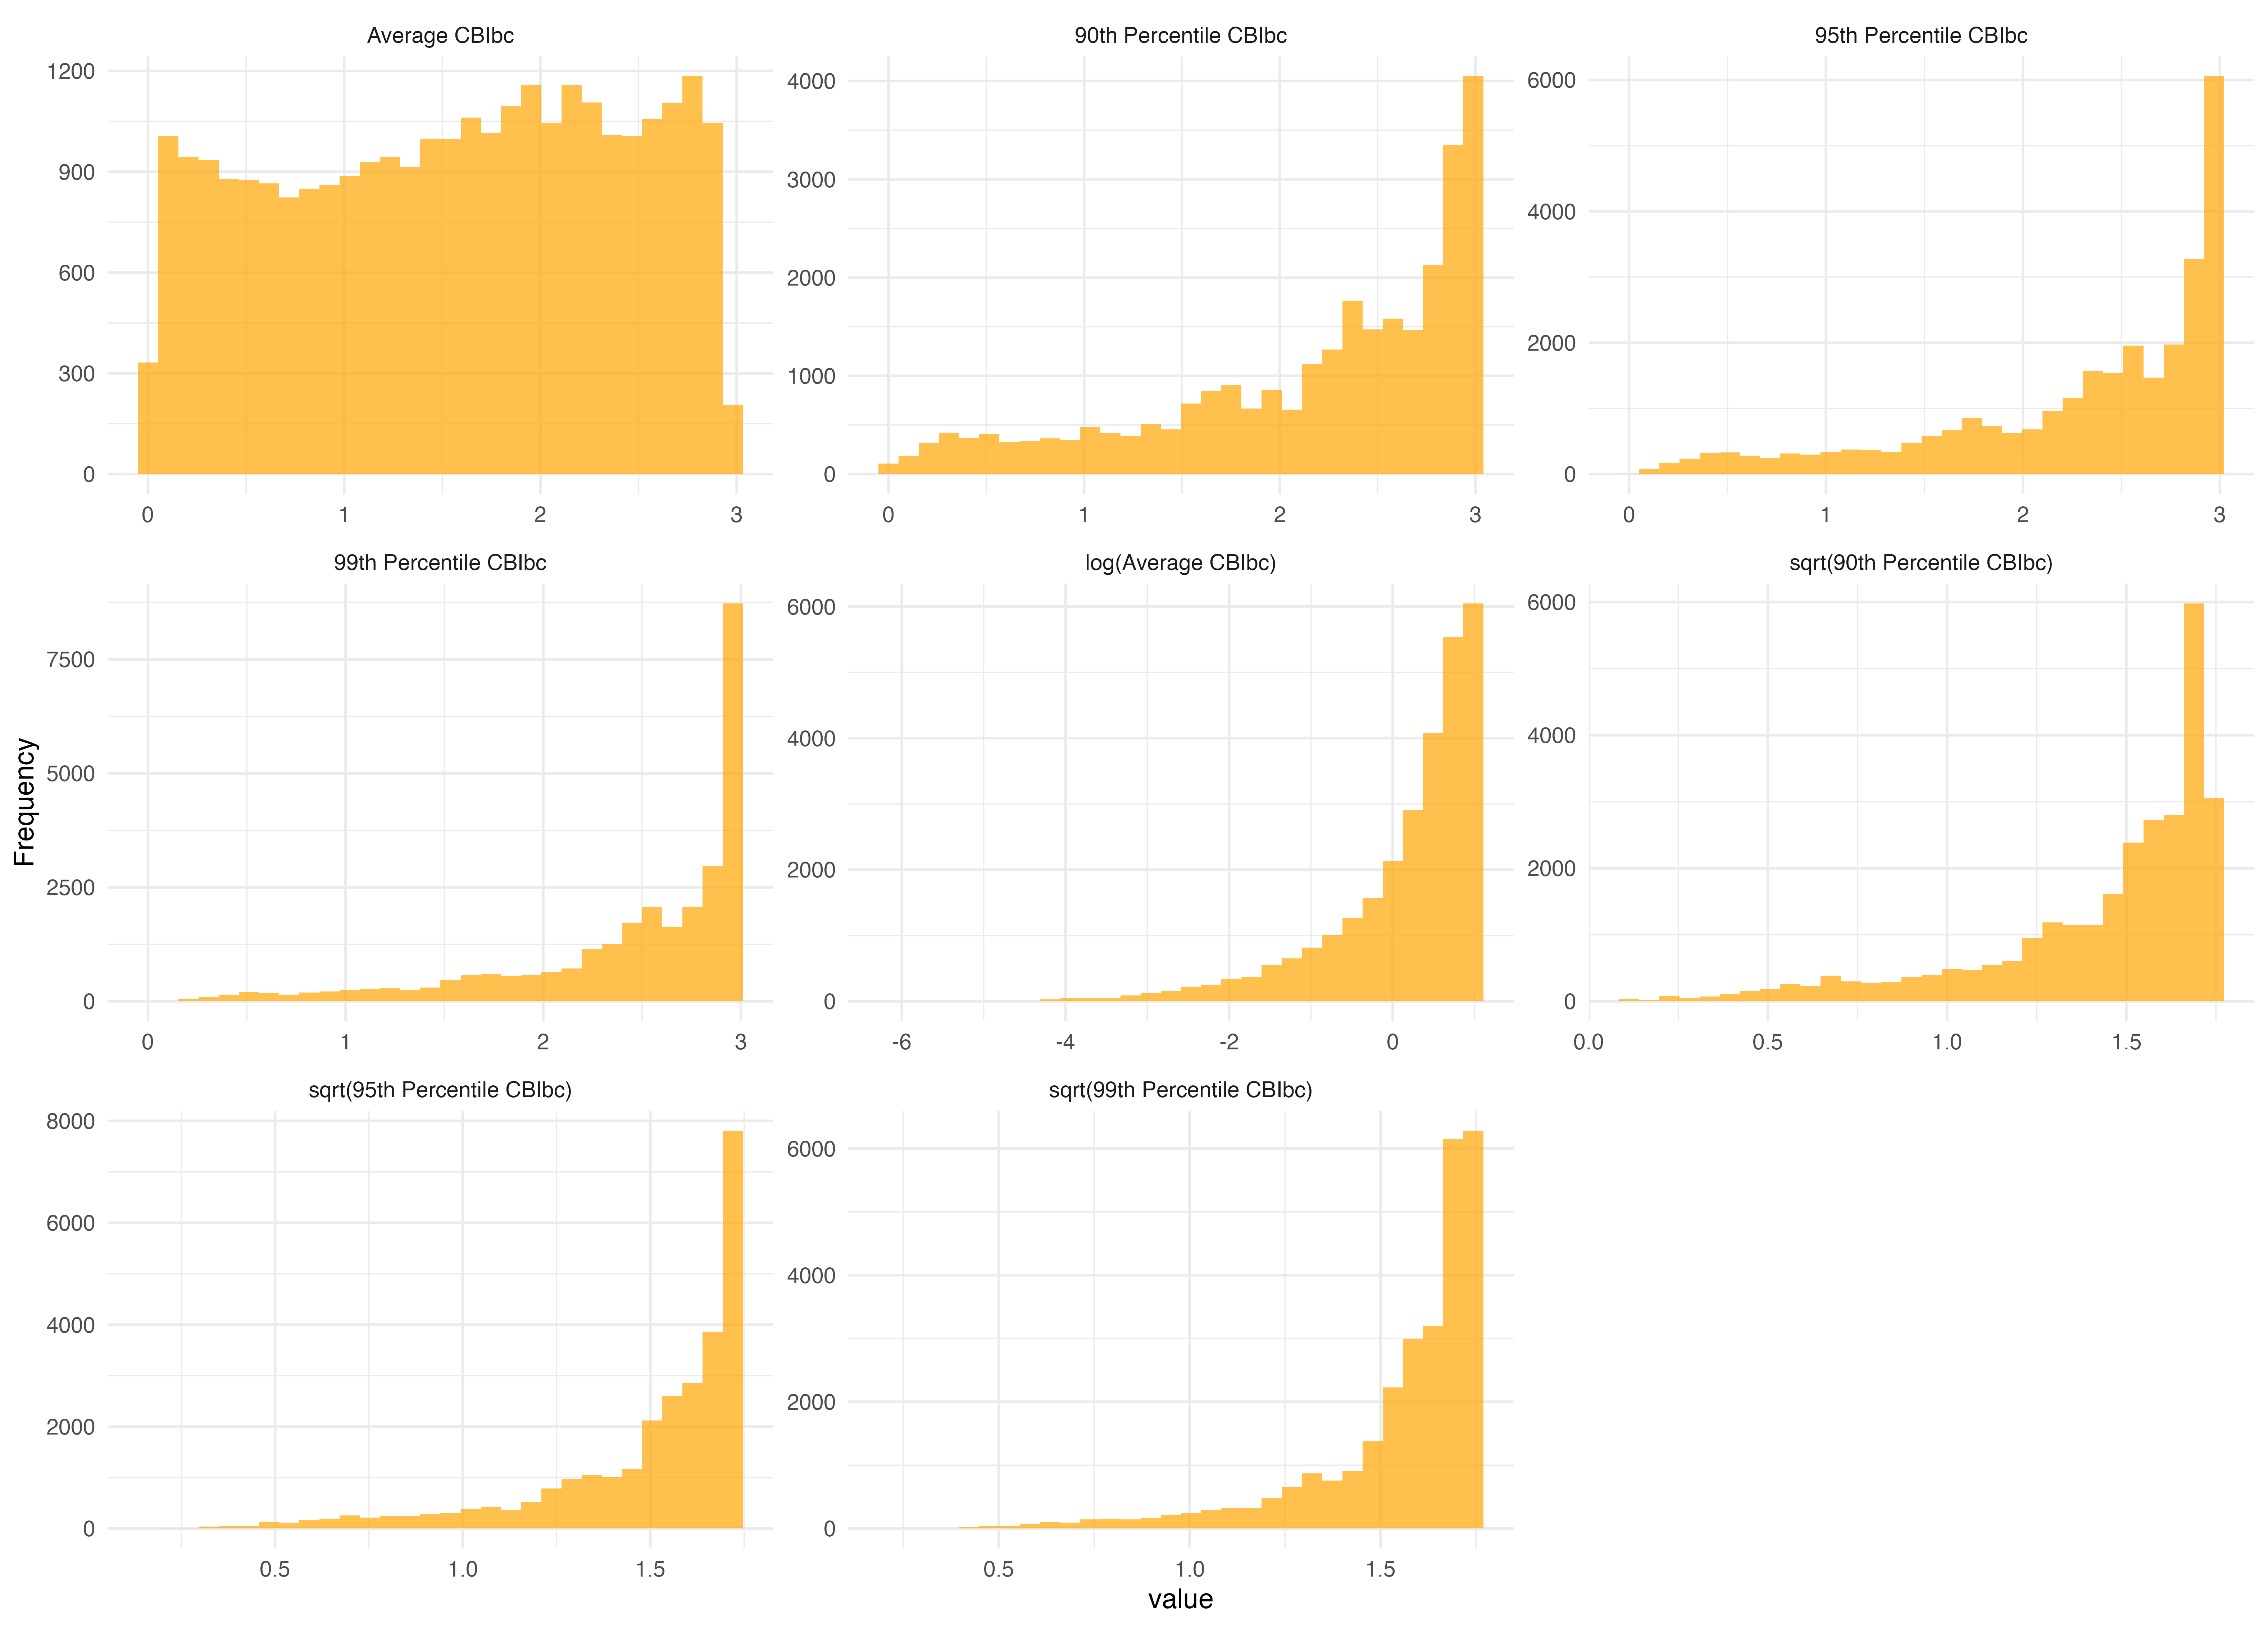 Average CBIbc
90th Percentile CBIbc
95th Percentile CBIbc
1200
900
600
300
0
0 1 2 3
4000
3000
2000
1000
0
0 1 2 3
6000
4000
2000
0
0 1 2 3
99th Percentile CBIbc
log(Average CBIbc)
sqrt(90th Percentile CBIbc)
Frequency
7500
5000
2500
0
0 1 2 3
6000
4000
2000
0
-6 -4 -2 0
6000
4000
2000
0
0.0 0.5 1.0 1.5
sqrt(95th Percentile CBIbc)
sqrt(99th Percentile CBIbc)
8000
6000
4000
2000
0
0.5 1.0 1.5
6000
4000
2000
0
0.5 1.0 1.5
value